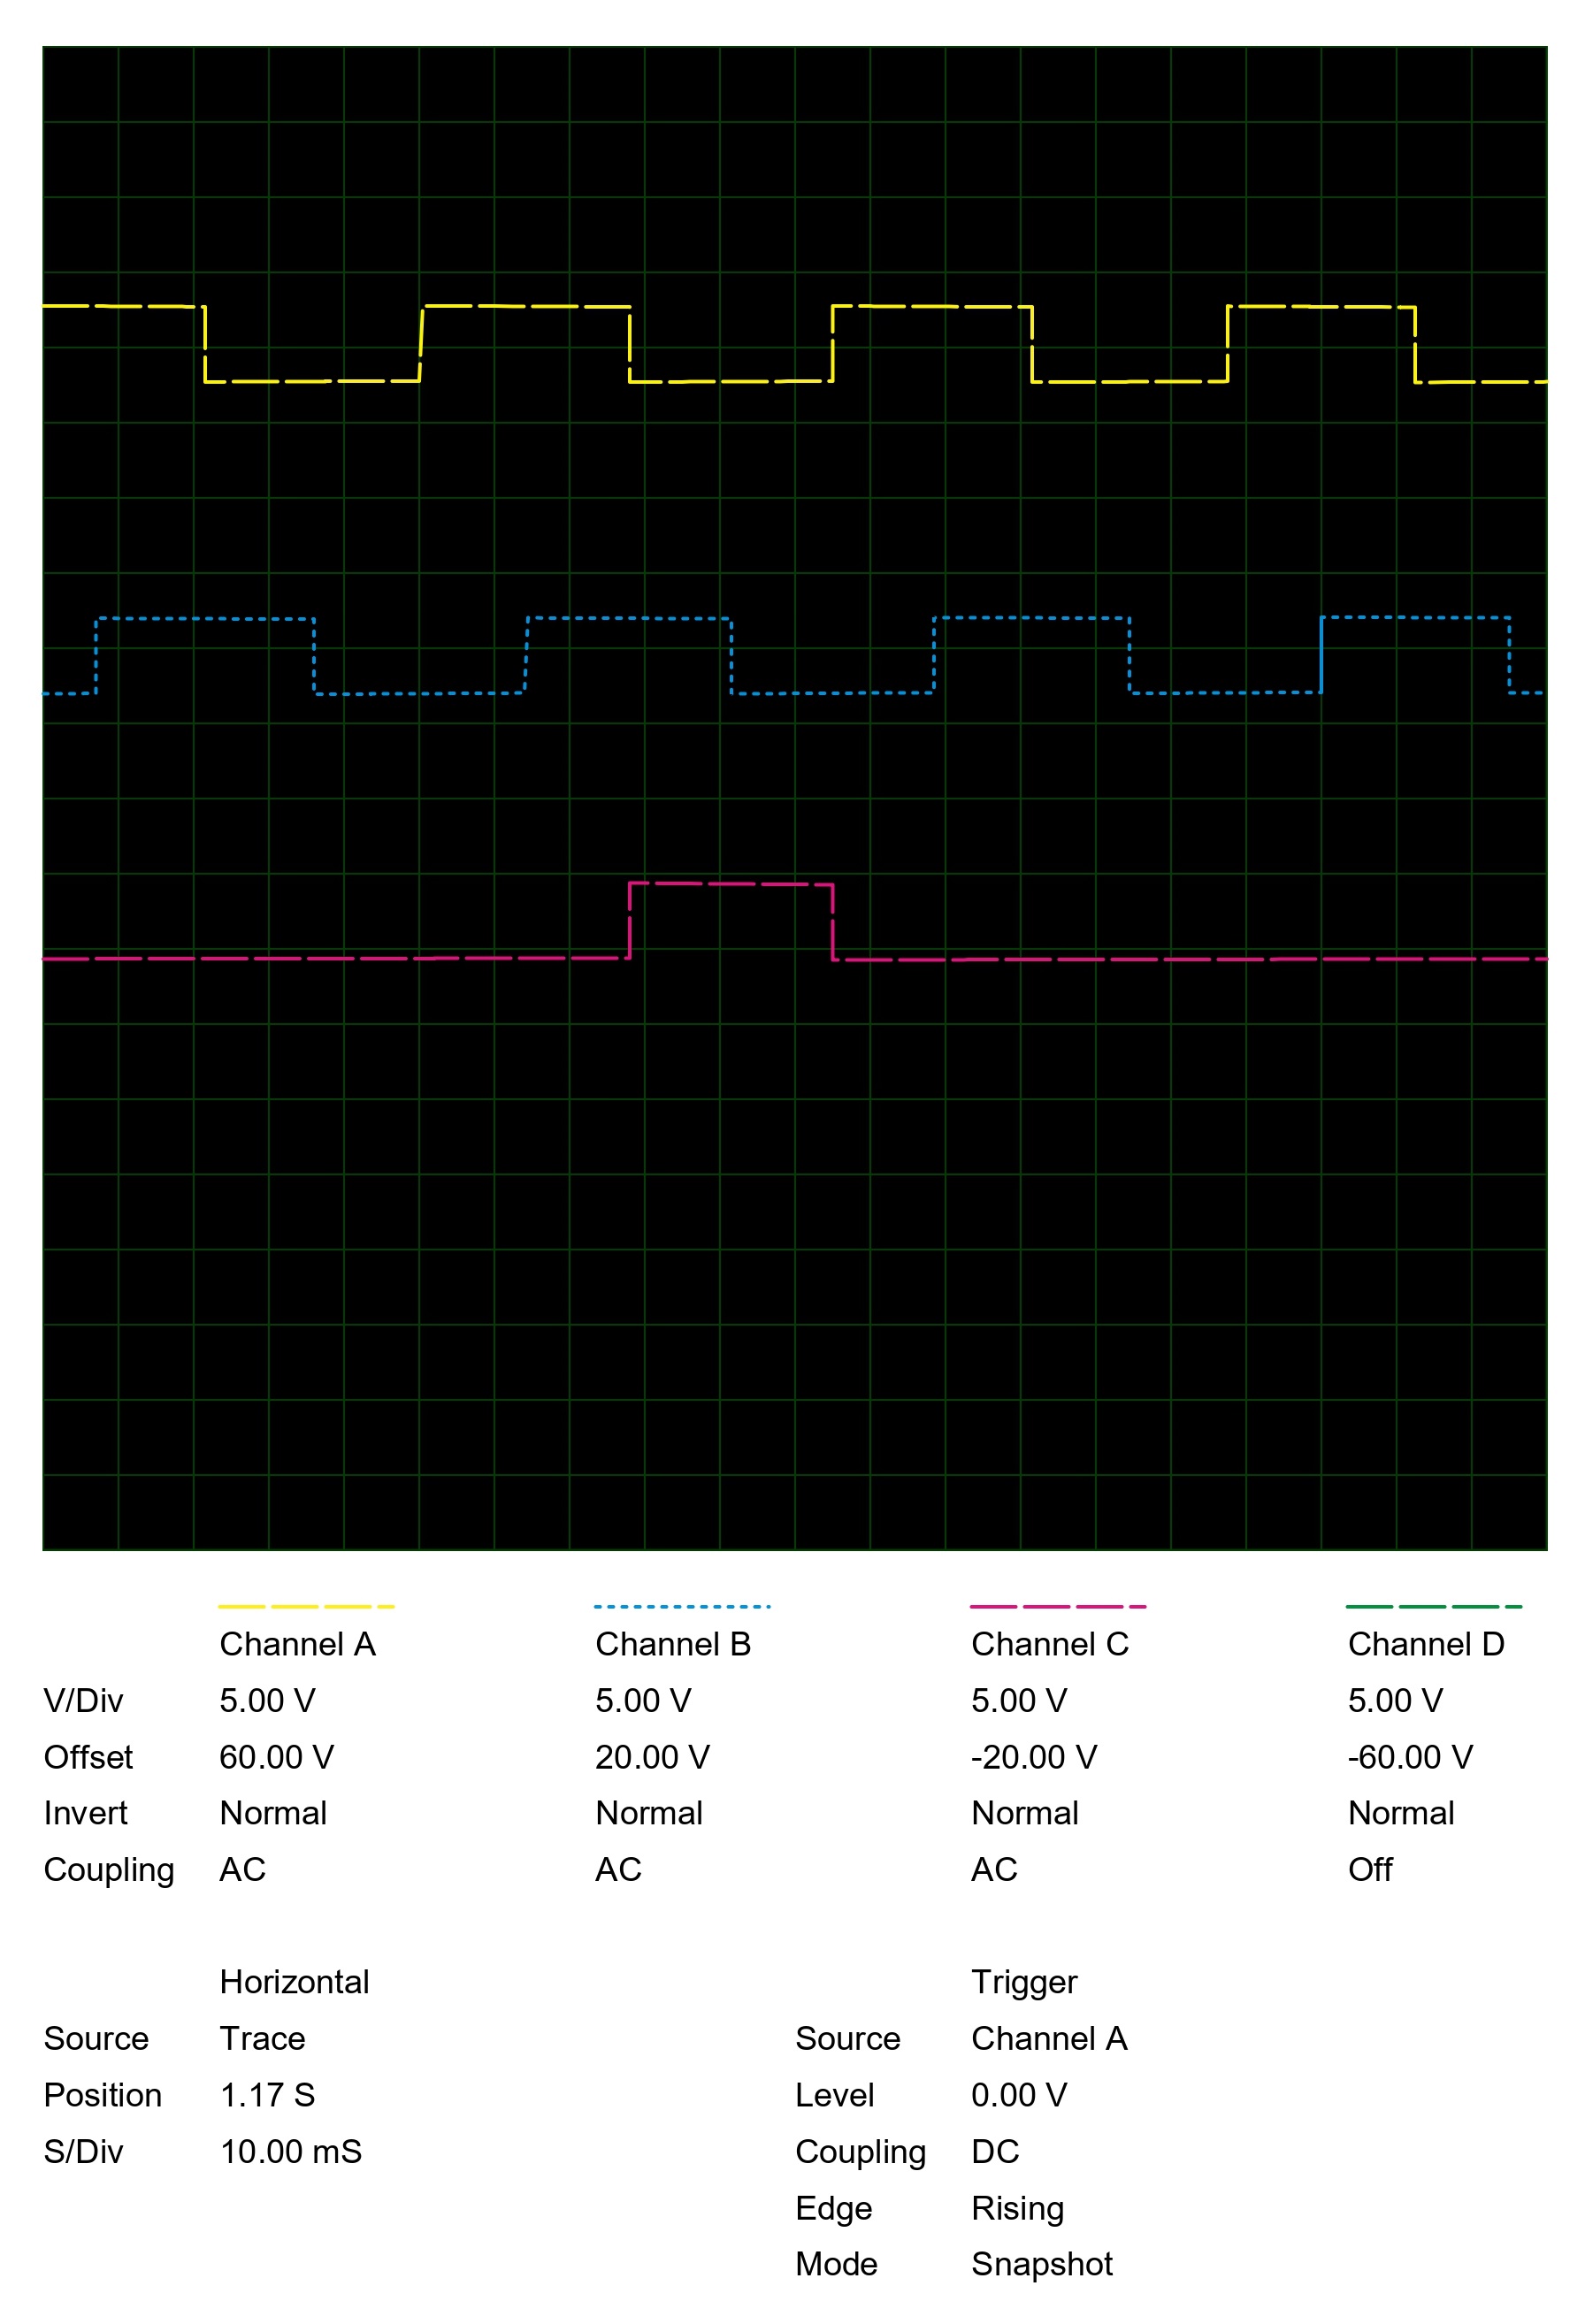 Channel A Channel B Channel C Channel D
V/Div 5.00 V 5.00 V 5.00 V 5.00 V
Offset 60.00 V 20.00 V -20.00 V -60.00 V
Invert Normal Normal Normal Normal
Coupling AC AC AC Off
Horizontal Trigger
Source Trace Source Channel A
Position 1.17 S Level 0.00 V
S/Div 10.00 mS Coupling DC
Edge Rising
Mode Snapshot